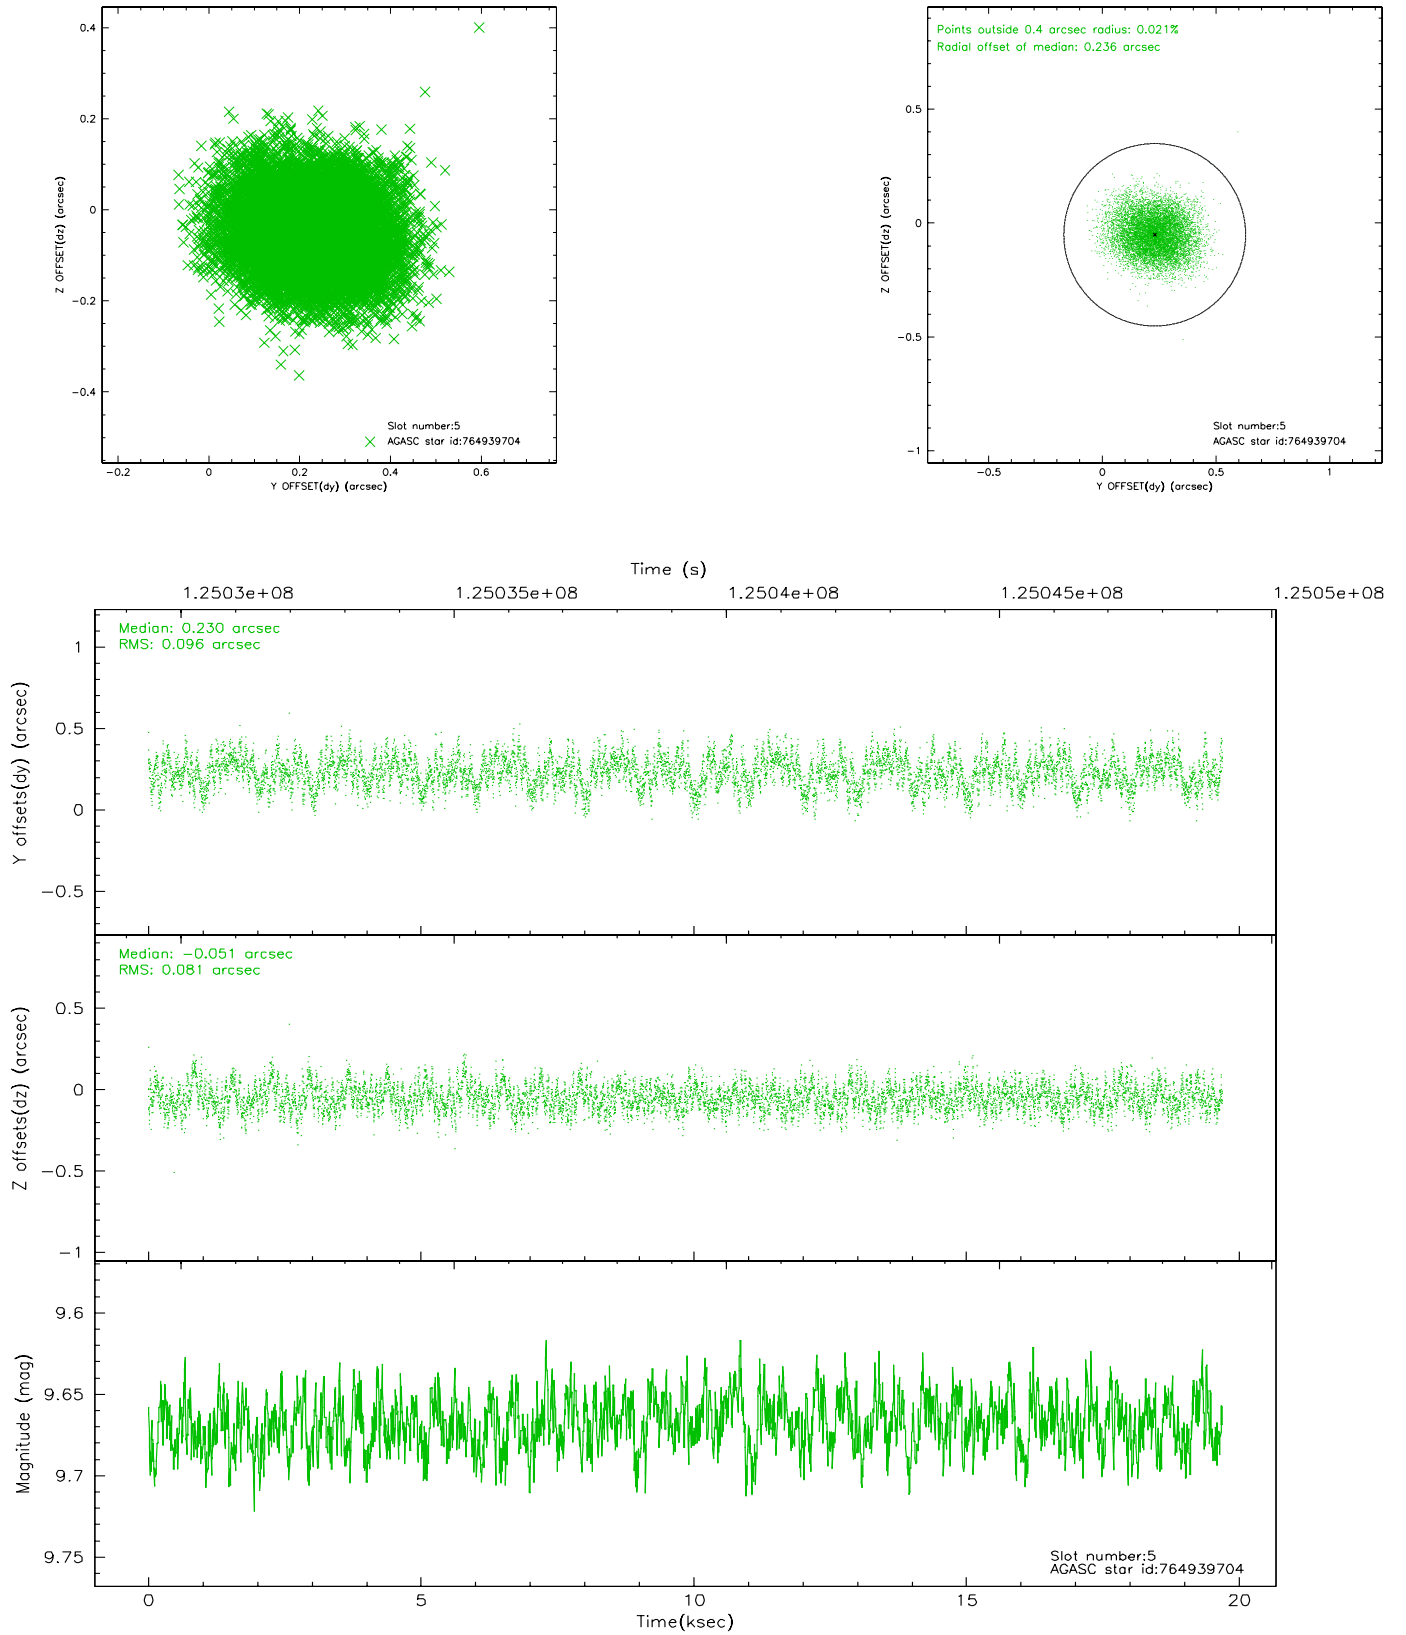 0.4
0.2
0
−0.2
−0.4
Z OFFSET(dz) (arcsec)
Slot number:5
AGASC star id:764939704
−0.2
0
0.2
0.4
0.6
Y OFFSET(dy) (arcsec)
Points outside 0.4 arcsec radius: 0.021%
Radial offset of median: 0.236 arcsec
0.5
0
−0.5
−1
Z OFFSET(dz) (arcsec)
Slot number:5
AGASC star id:764939704
−0.5
0
0.5
1
Y OFFSET(dy) (arcsec)
Time (s)
1.2503e+08
1.25035e+08
1.2504e+08
1.25045e+08
1.2505e+08
Median: 0.230 arcsec
RMS: 0.096 arcsec
1
0.5
0
−0.5
Y offsets(dy) (arcsec)
Median: −0.051 arcsec
RMS: 0.081 arcsec
0.5
0
−0.5
−1
Z offsets(dz) (arcsec)
9.6
9.65
9.7
9.75
Magnitude (mag)
Slot number:5
AGASC star id:764939704
0
5
10
15
20
Time(ksec)